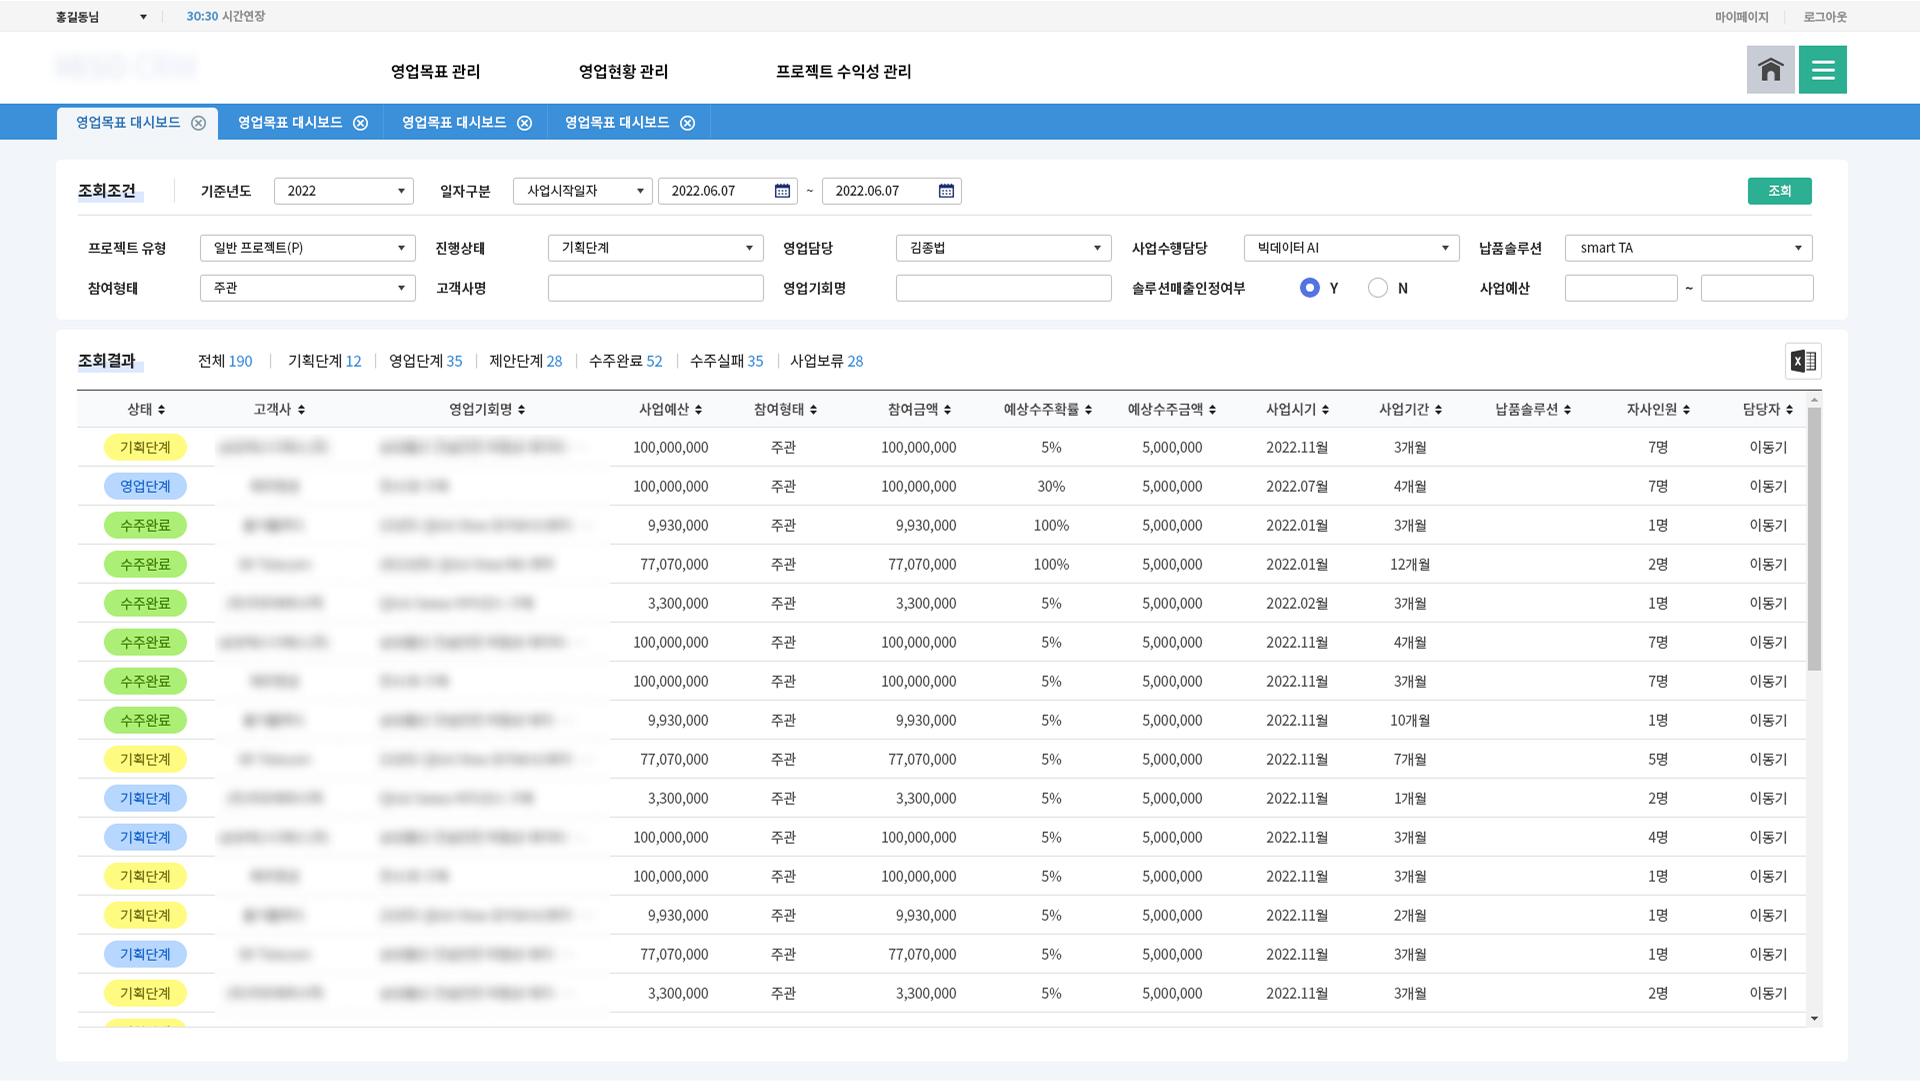 홍길동님 30:30 시간연장 마이페이지 로그아웃
영업목표 관리 영업현황 관리 프로젝트 수익성 관리
영업목표 대시보드 영업목표 대시보드 영업목표 대시보드 영업목표 대시보드
조회조건 기준년도 2022 일자구분 사업시작일자 2022.06.07 ~ 2022.06.07 조회
프로젝트 유형 일반 프로젝트(P) 진행상태 기획단계 영업담당 김종법 사업수행담당 빅데이터 AI 납품솔루션 smart TA
참여형태 주관 고객사명 영업기회명 솔루션매출인정여부 Y N 사업예산 ~
조회결과 전체 190 기획단계 12 영업단계 35 제안단계 28 수주완료 52 수주실패 35 사업보류 28
상태 고객사 영업기회명 사업예산 참여형태 참여금액 예상수주확률 예상수주금액 사업시기 사업기간 납품솔루션 자사인원 담당자
기획단계 100,000,000 주관 100,000,000 5% 5,000,000 2022.11월 3개월 7명 이동기
영업단계 100,000,000 주관 100,000,000 30% 5,000,000 2022.07월 4개월 7명 이동기
수주완료 9,930,000 주관 9,930,000 100% 5,000,000 2022.01월 3개월 1명 이동기
수주완료 77,070,000 주관 77,070,000 100% 5,000,000 2022.01월 12개월 2명 이동기
수주완료 3,300,000 주관 3,300,000 5% 5,000,000 2022.02월 3개월 1명 이동기
수주완료 100,000,000 주관 100,000,000 5% 5,000,000 2022.11월 4개월 7명 이동기
수주완료 100,000,000 주관 100,000,000 5% 5,000,000 2022.11월 3개월 7명 이동기
수주완료 9,930,000 주관 9,930,000 5% 5,000,000 2022.11월 10개월 1명 이동기
기획단계 77,070,000 주관 77,070,000 5% 5,000,000 2022.11월 7개월 5명 이동기
기획단계 3,300,000 주관 3,300,000 5% 5,000,000 2022.11월 1개월 2명 이동기
기획단계 100,000,000 주관 100,000,000 5% 5,000,000 2022.11월 3개월 4명 이동기
기획단계 100,000,000 주관 100,000,000 5% 5,000,000 2022.11월 3개월 1명 이동기
기획단계 9,930,000 주관 9,930,000 5% 5,000,000 2022.11월 2개월 1명 이동기
기획단계 77,070,000 주관 77,070,000 5% 5,000,000 2022.11월 3개월 1명 이동기
기획단계 3,300,000 주관 3,300,000 5% 5,000,000 2022.11월 3개월 2명 이동기